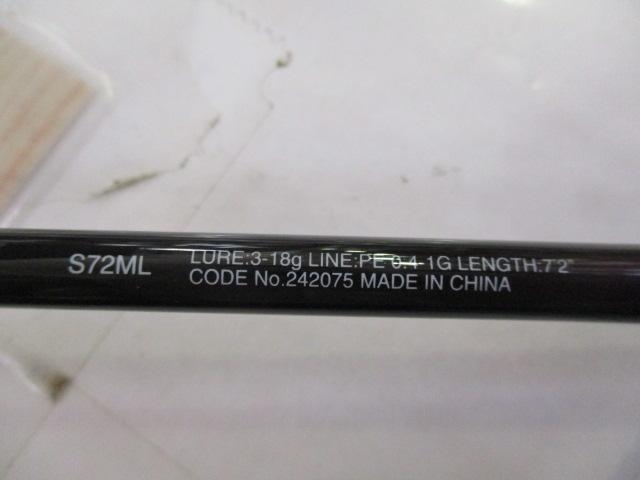 S72ML
LURE:3-18g LINE:PE 0.4-1G LENGTH:7'2"
CODE No.242075 MADE IN CHINA